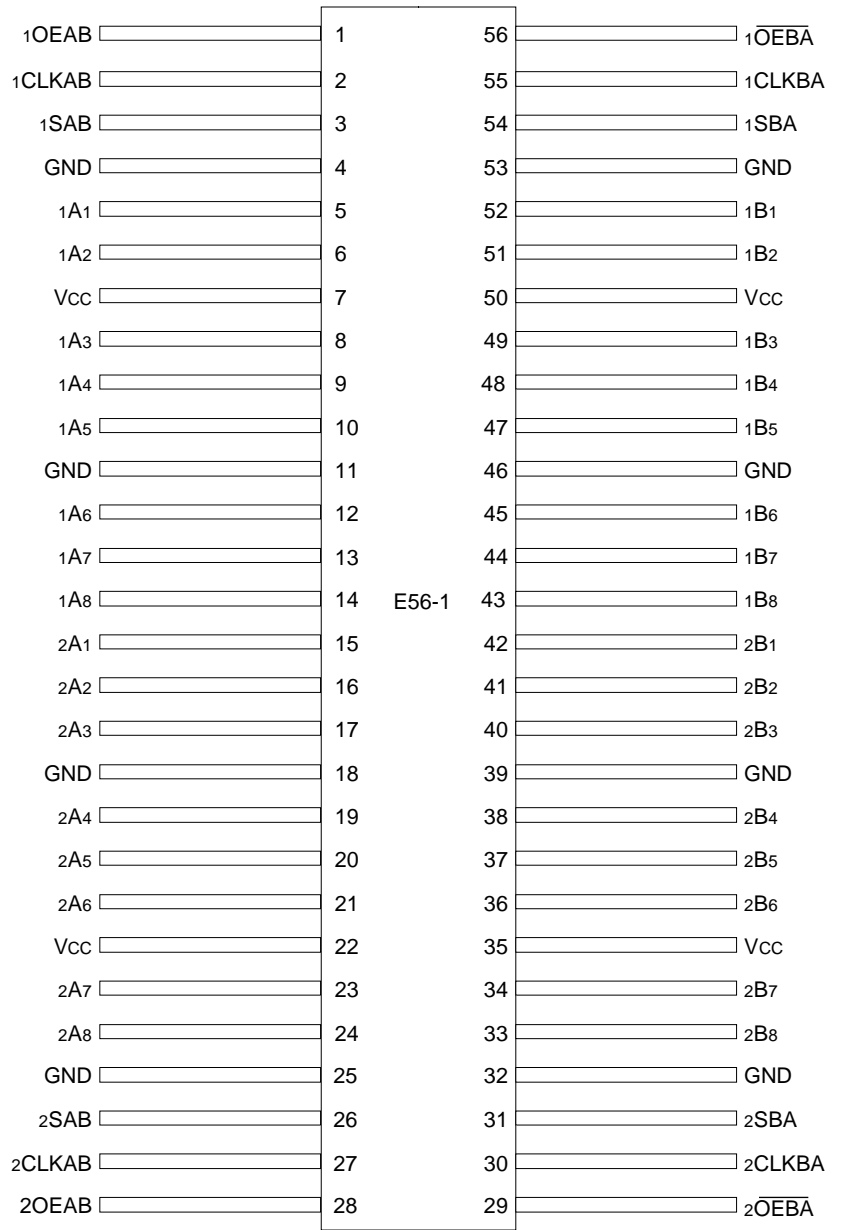 1OEAB 1 56 1OEBA
1CLKAB 2 55 1CLKBA
1SAB 3 54 1SBA
GND 4 53 GND
1A1 5 52 1B1
1A2 6 51 1B2
VCC 7 50 VCC
1A3 8 49 1B3
1A4 9 48 1B4
1A5 10 47 1B5
GND 11 46 GND
1A6 12 45 1B6
1A7 13 44 1B7
1A8 14 E56-1 43 1B8
2A1 15 42 2B1
2A2 16 41 2B2
2A3 17 40 2B3
GND 18 39 GND
2A4 19 38 2B4
2A5 20 37 2B5
2A6 21 36 2B6
VCC 22 35 VCC
2A7 23 34 2B7
2A8 24 33 2B8
GND 25 32 GND
2SAB 26 31 2SBA
2CLKAB 27 30 2CLKBA
2OEAB 28 29 2OEBA